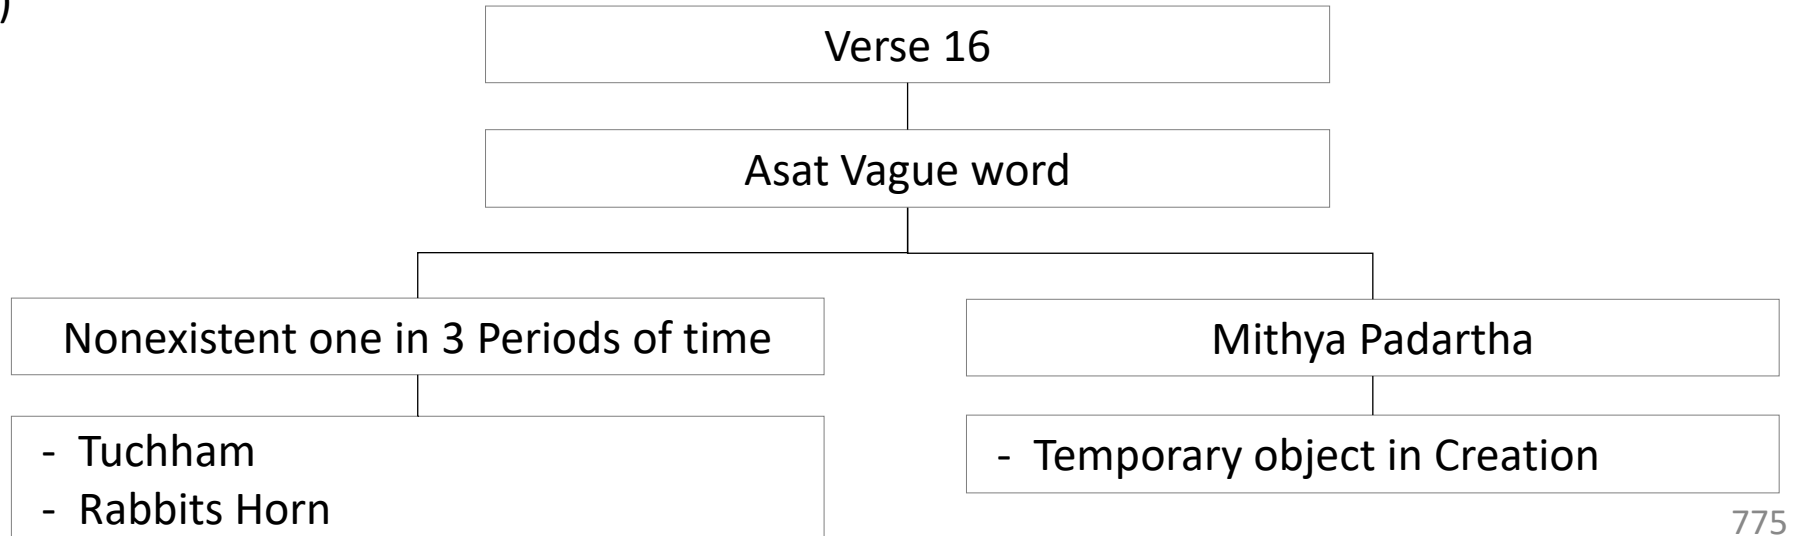 )
Verse 16
Asat Vague word
Nonexistent one in 3 Periods of time
Mithya Padartha
- Tuchham
- Rabbits Horn
- Temporary object in Creation
775